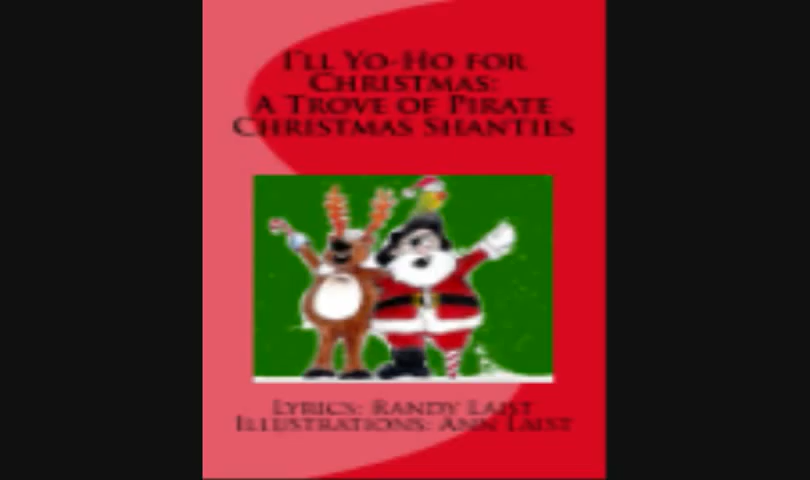 I'll Yo-Ho for
Christmas:
A Trove of Pirate
Christmas Shanties
Lyrics: Randy Laist
Illustrations: Ann Laist